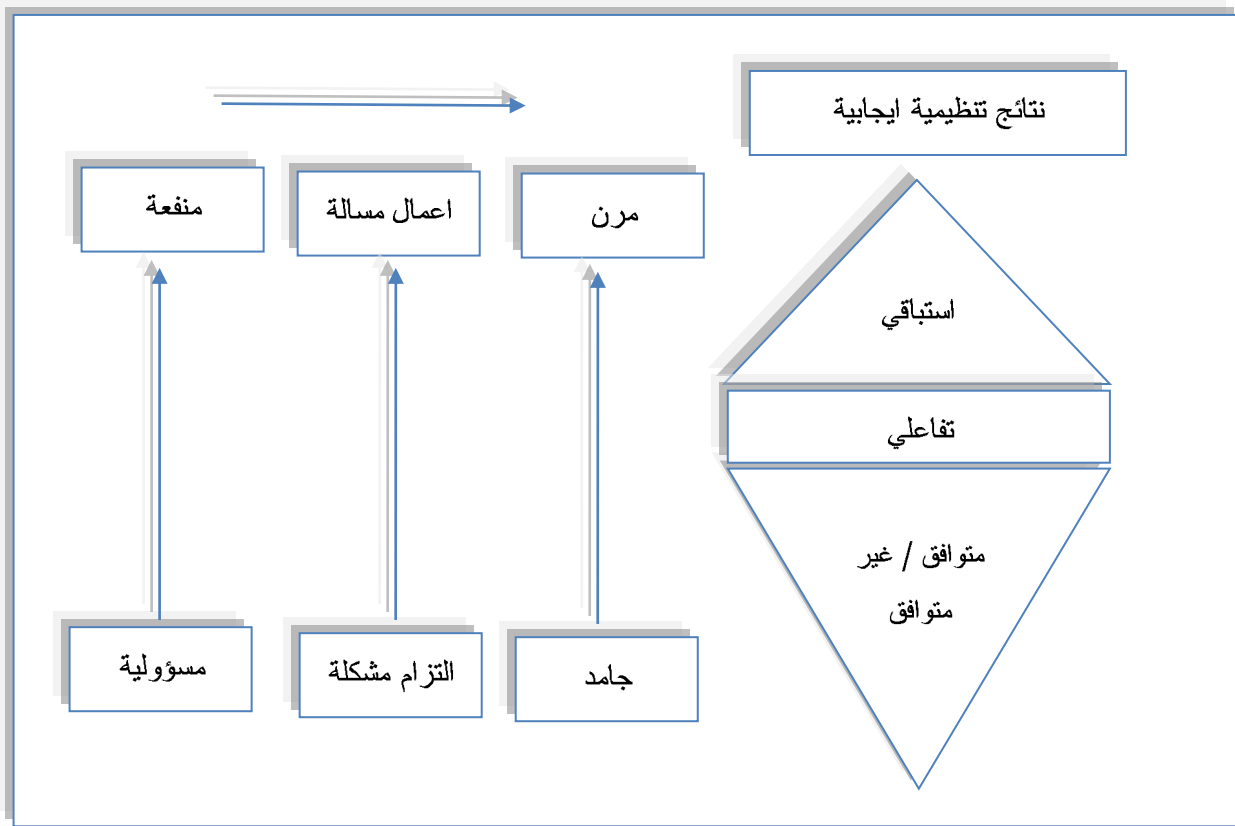 نتائج تنظيمية ايجابية
مرن
اعمال مسالة
منفعة
استباقي
تفاعلي
متوافق / غير
متوافق
جامد
التزام مشكلة
مسؤولية